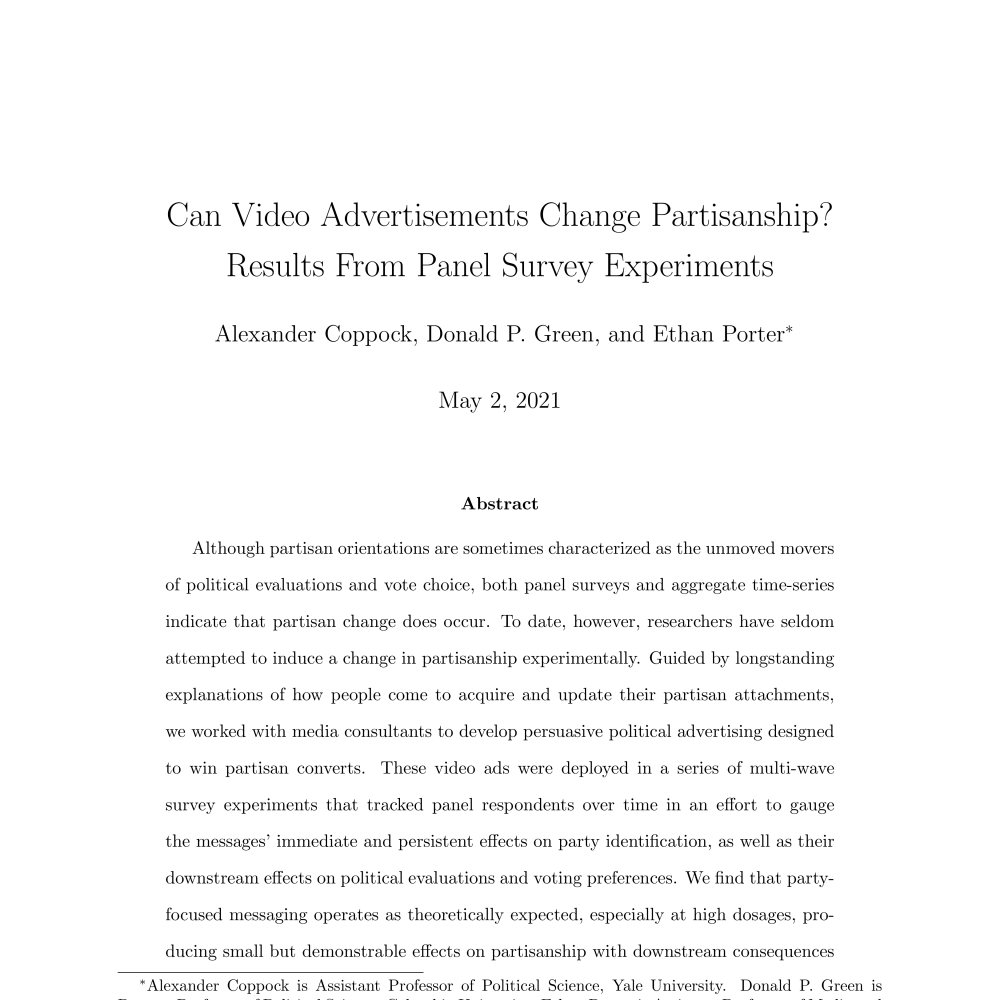 Can Video Advertisements Change Partisanship?
Results From Panel Survey Experiments
Alexander Coppock, Donald P. Green, and Ethan Porter*
May 2, 2021
Abstract
Although partisan orientations are sometimes characterized as the unmoved movers
of political evaluations and vote choice, both panel surveys and aggregate time-series
indicate that partisan change does occur. To date, however, researchers have seldom
attempted to induce a change in partisanship experimentally. Guided by longstanding
explanations of how people come to acquire and update their partisan attachments,
we worked with media consultants to develop persuasive political advertising designed
to win partisan converts. These video ads were deployed in a series of multi-wave
survey experiments that tracked panel respondents over time in an effort to gauge
the messages’ immediate and persistent effects on party identification, as well as their
downstream effects on political evaluations and voting preferences. We find that party-
focused messaging operates as theoretically expected, especially at high dosages, pro-
ducing small but demonstrable effects on partisanship with downstream consequences
*Alexander Coppock is Assistant Professor of Political Science, Yale University. Donald P. Green is